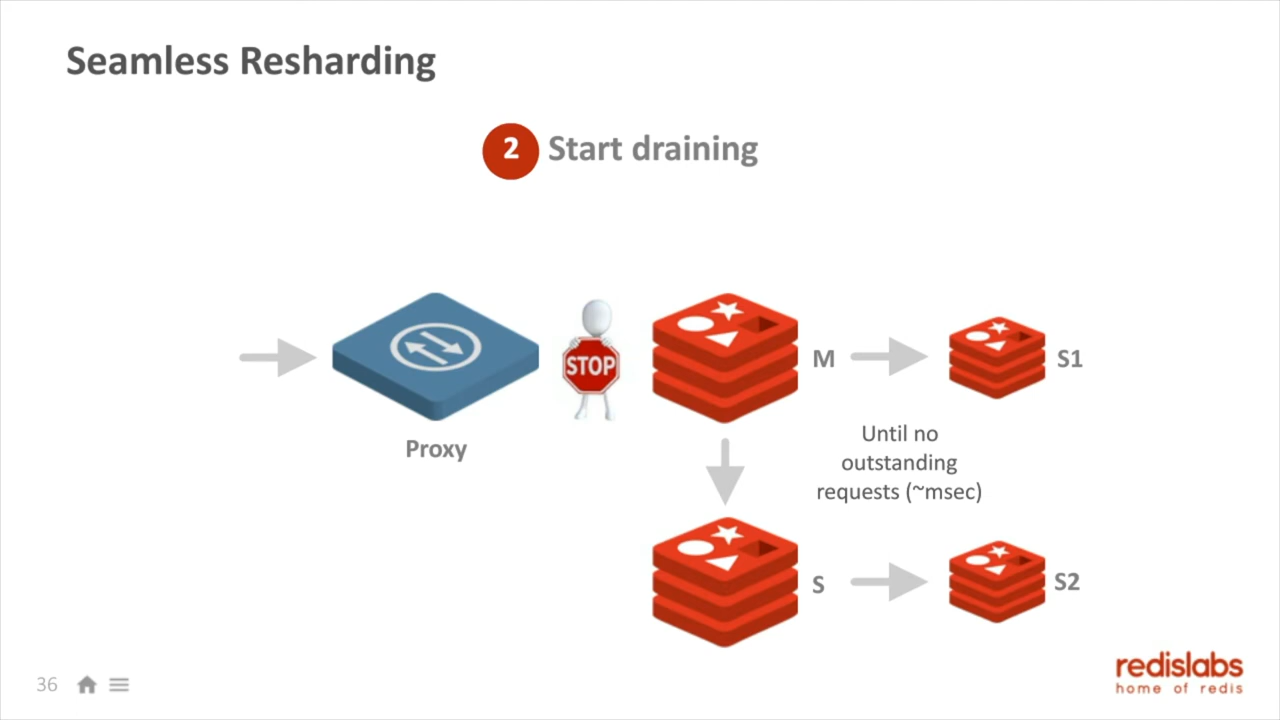 Seamless Resharding
2 Start draining
STOP
M
S1
Proxy
Until no
outstanding
requests (~msec)
S
S2
36
redislabs
home of redis